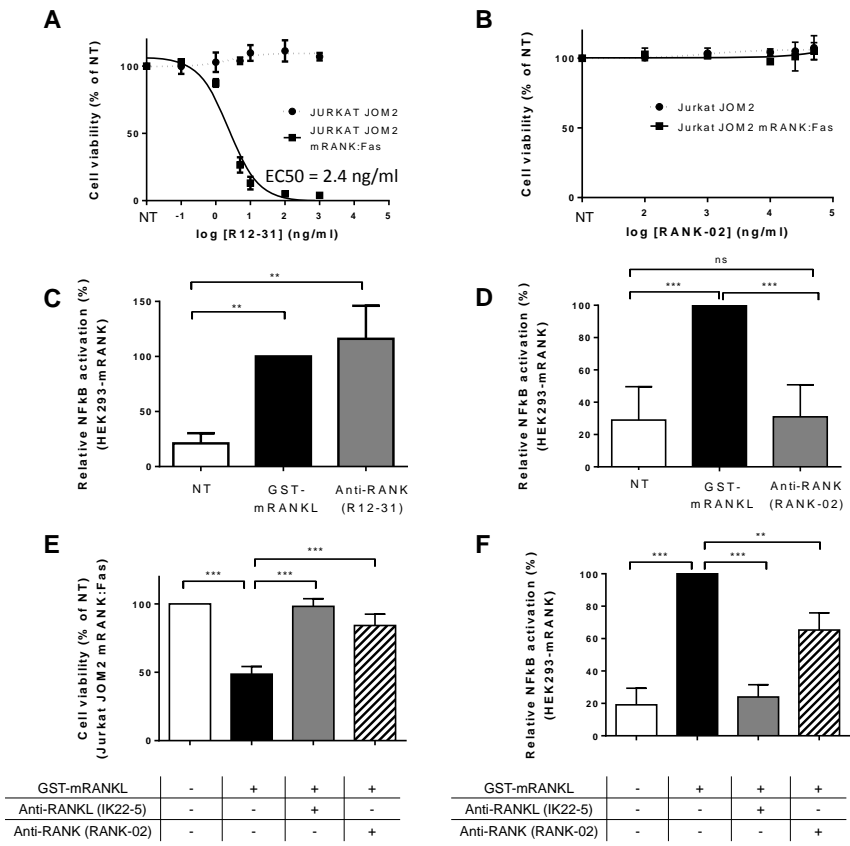 A
Cell viability (% of NT)
100
50
0
NT
-1
0
1
2
3
4
5
log [R12-31] (ng/ml)
JURKAT JOM2
JURKAT JOM2
mRANK:Fas
EC50 = 2.4 ng/ml
B
Cell viability (% of NT)
100
50
0
NT
2
3
4
5
log [RANK-02] (ng/ml)
Jurkat JOM2
Jurkat JOM2 mRANK:Fas
C
Relative NFkB activation (%)
(HEK293-mRANK)
150
100
50
0
**
**
NT
GST-
mRANKL
Anti-RANK
(R12-31)
D
Relative NFkB activation (%)
(HEK293-mRANK)
100
80
60
40
20
0
ns
***
***
NT
GST-
mRANKL
Anti-RANK
(RANK-02)
E
Cell viability (% of NT)
(Jurkat JOM2 mRANK:Fas)
100
50
0
***
***
***
GST-mRANKL - + + +
Anti-RANKL (IK22-5) - - + -
Anti-RANK (RANK-02) - - - +
F
Relative NFkB activation (%)
(HEK293-mRANK)
100
80
60
40
20
0
**
***
***
GST-mRANKL - + + +
Anti-RANKL (IK22-5) - - + -
Anti-RANK (RANK-02) - - - +